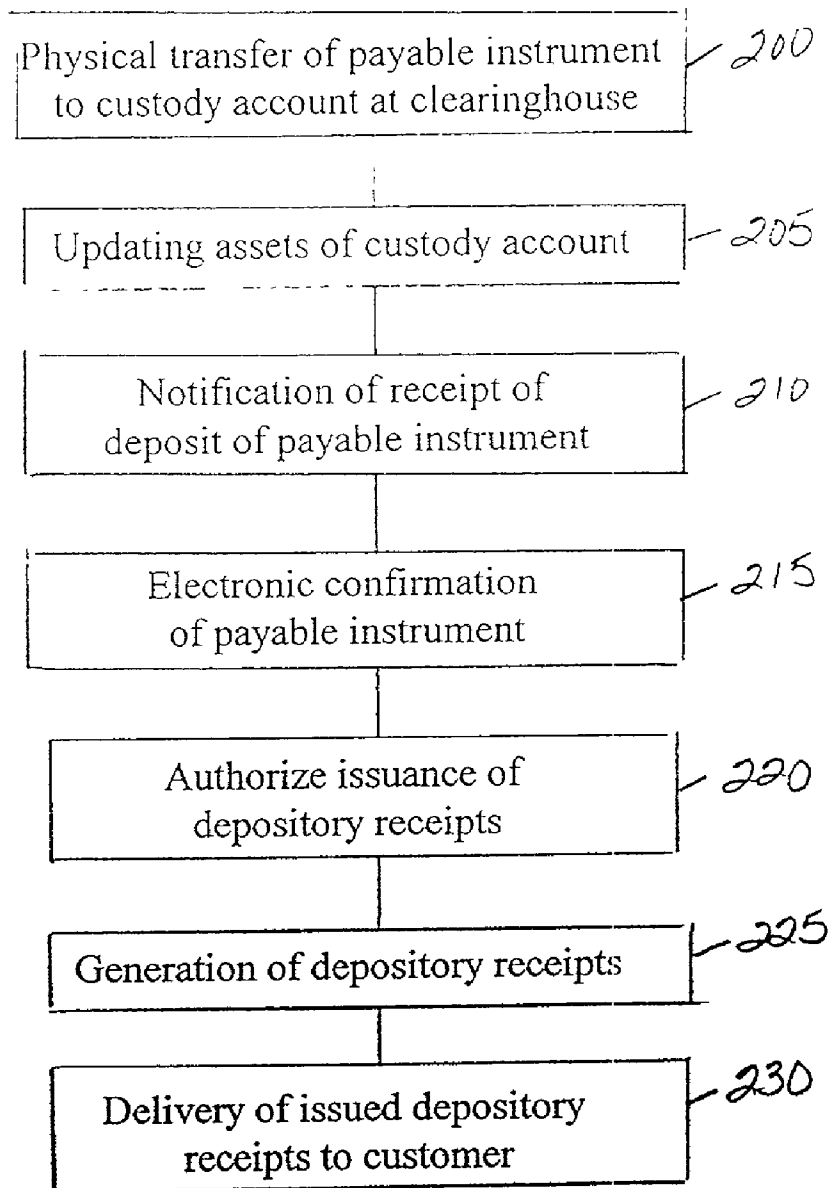 Physical transfer of payable instrument
to custody account at clearinghouse
200
Updating assets of custody account
205
Notification of receipt of
deposit of payable instrument
210
Electronic confirmation
of payable instrument
215
Authorize issuance of
depository receipts
220
Generation of depository receipts
225
Delivery of issued depository
receipts to customer
230